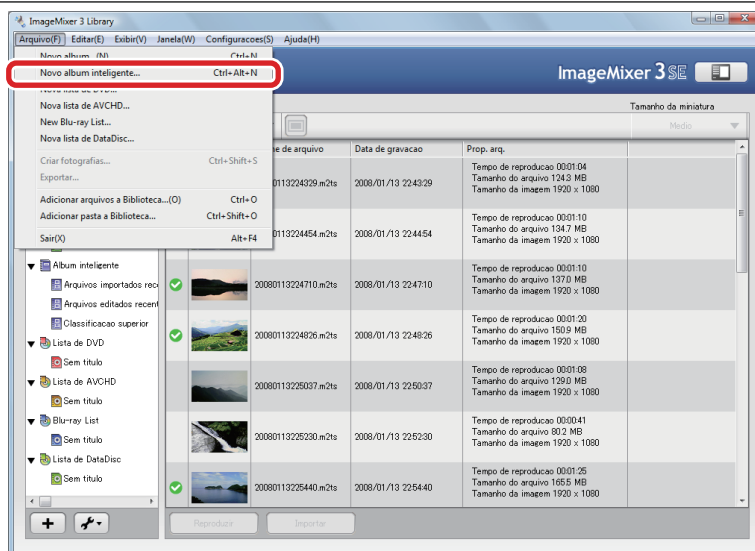 ImageMixer 3 Library
Arquivo(F) Editar(E) Exibir(V) Janela(W) Configuracoes(S) Ajuda(H)
Novo album...(N) Ctrl+N
Novo album inteligente... Ctrl+Alt+N
Nova lista de DVD...
Nova lista de AVCHD...
New Blu-ray List...
Nova lista de DataDisc...
Criar fotografias... Ctrl+Shift+S
Exportar...
Adicionar arquivos a Biblioteca...(O) Ctrl+O
Adicionar pasta a Biblioteca... Ctrl+Shift+O
Sair(X) Alt+F4
ImageMixer 3 SE
Tamanho da miniatura
Medio
de arquivo Data de gravacao Prop. arq.
Tempo de reproducao 00:01:04
0113224329.m2ts 2008/01/13 22:43:29 Tamanho do arquivo 124.3 MB
Tamanho da imagem 1920 x 1080
Tempo de reproducao 00:01:10
0113224454.m2ts 2008/01/13 22:44:54 Tamanho do arquivo 134.7 MB
Tamanho da imagem 1920 x 1080
Tempo de reproducao 00:01:10
20080113224710.m2ts 2008/01/13 22:47:10 Tamanho do arquivo 137.0 MB
Tamanho da imagem 1920 x 1080
Tempo de reproducao 00:01:20
20080113224826.m2ts 2008/01/13 22:48:26 Tamanho do arquivo 150.9 MB
Tamanho da imagem 1920 x 1080
Tempo de reproducao 00:01:08
20080113225037.m2ts 2008/01/13 22:50:37 Tamanho do arquivo 129.0 MB
Tamanho da imagem 1920 x 1080
Tempo de reproducao 00:00:41
20080113225230.m2ts 2008/01/13 22:52:30 Tamanho do arquivo 80.2 MB
Tamanho da imagem 1920 x 1080
Tempo de reproducao 00:01:25
20080113225440.m2ts 2008/01/13 22:54:40 Tamanho do arquivo 165.5 MB
Tamanho da imagem 1920 x 1080
Album inteligente
Arquivos importados rec
Arquivos editados recent
Classificacao superior
Lista de DVD
Sem titulo
Lista de AVCHD
Sem titulo
Blu-ray List
Sem titulo
Lista de DataDisc
Sem titulo
Reproduzir Importar